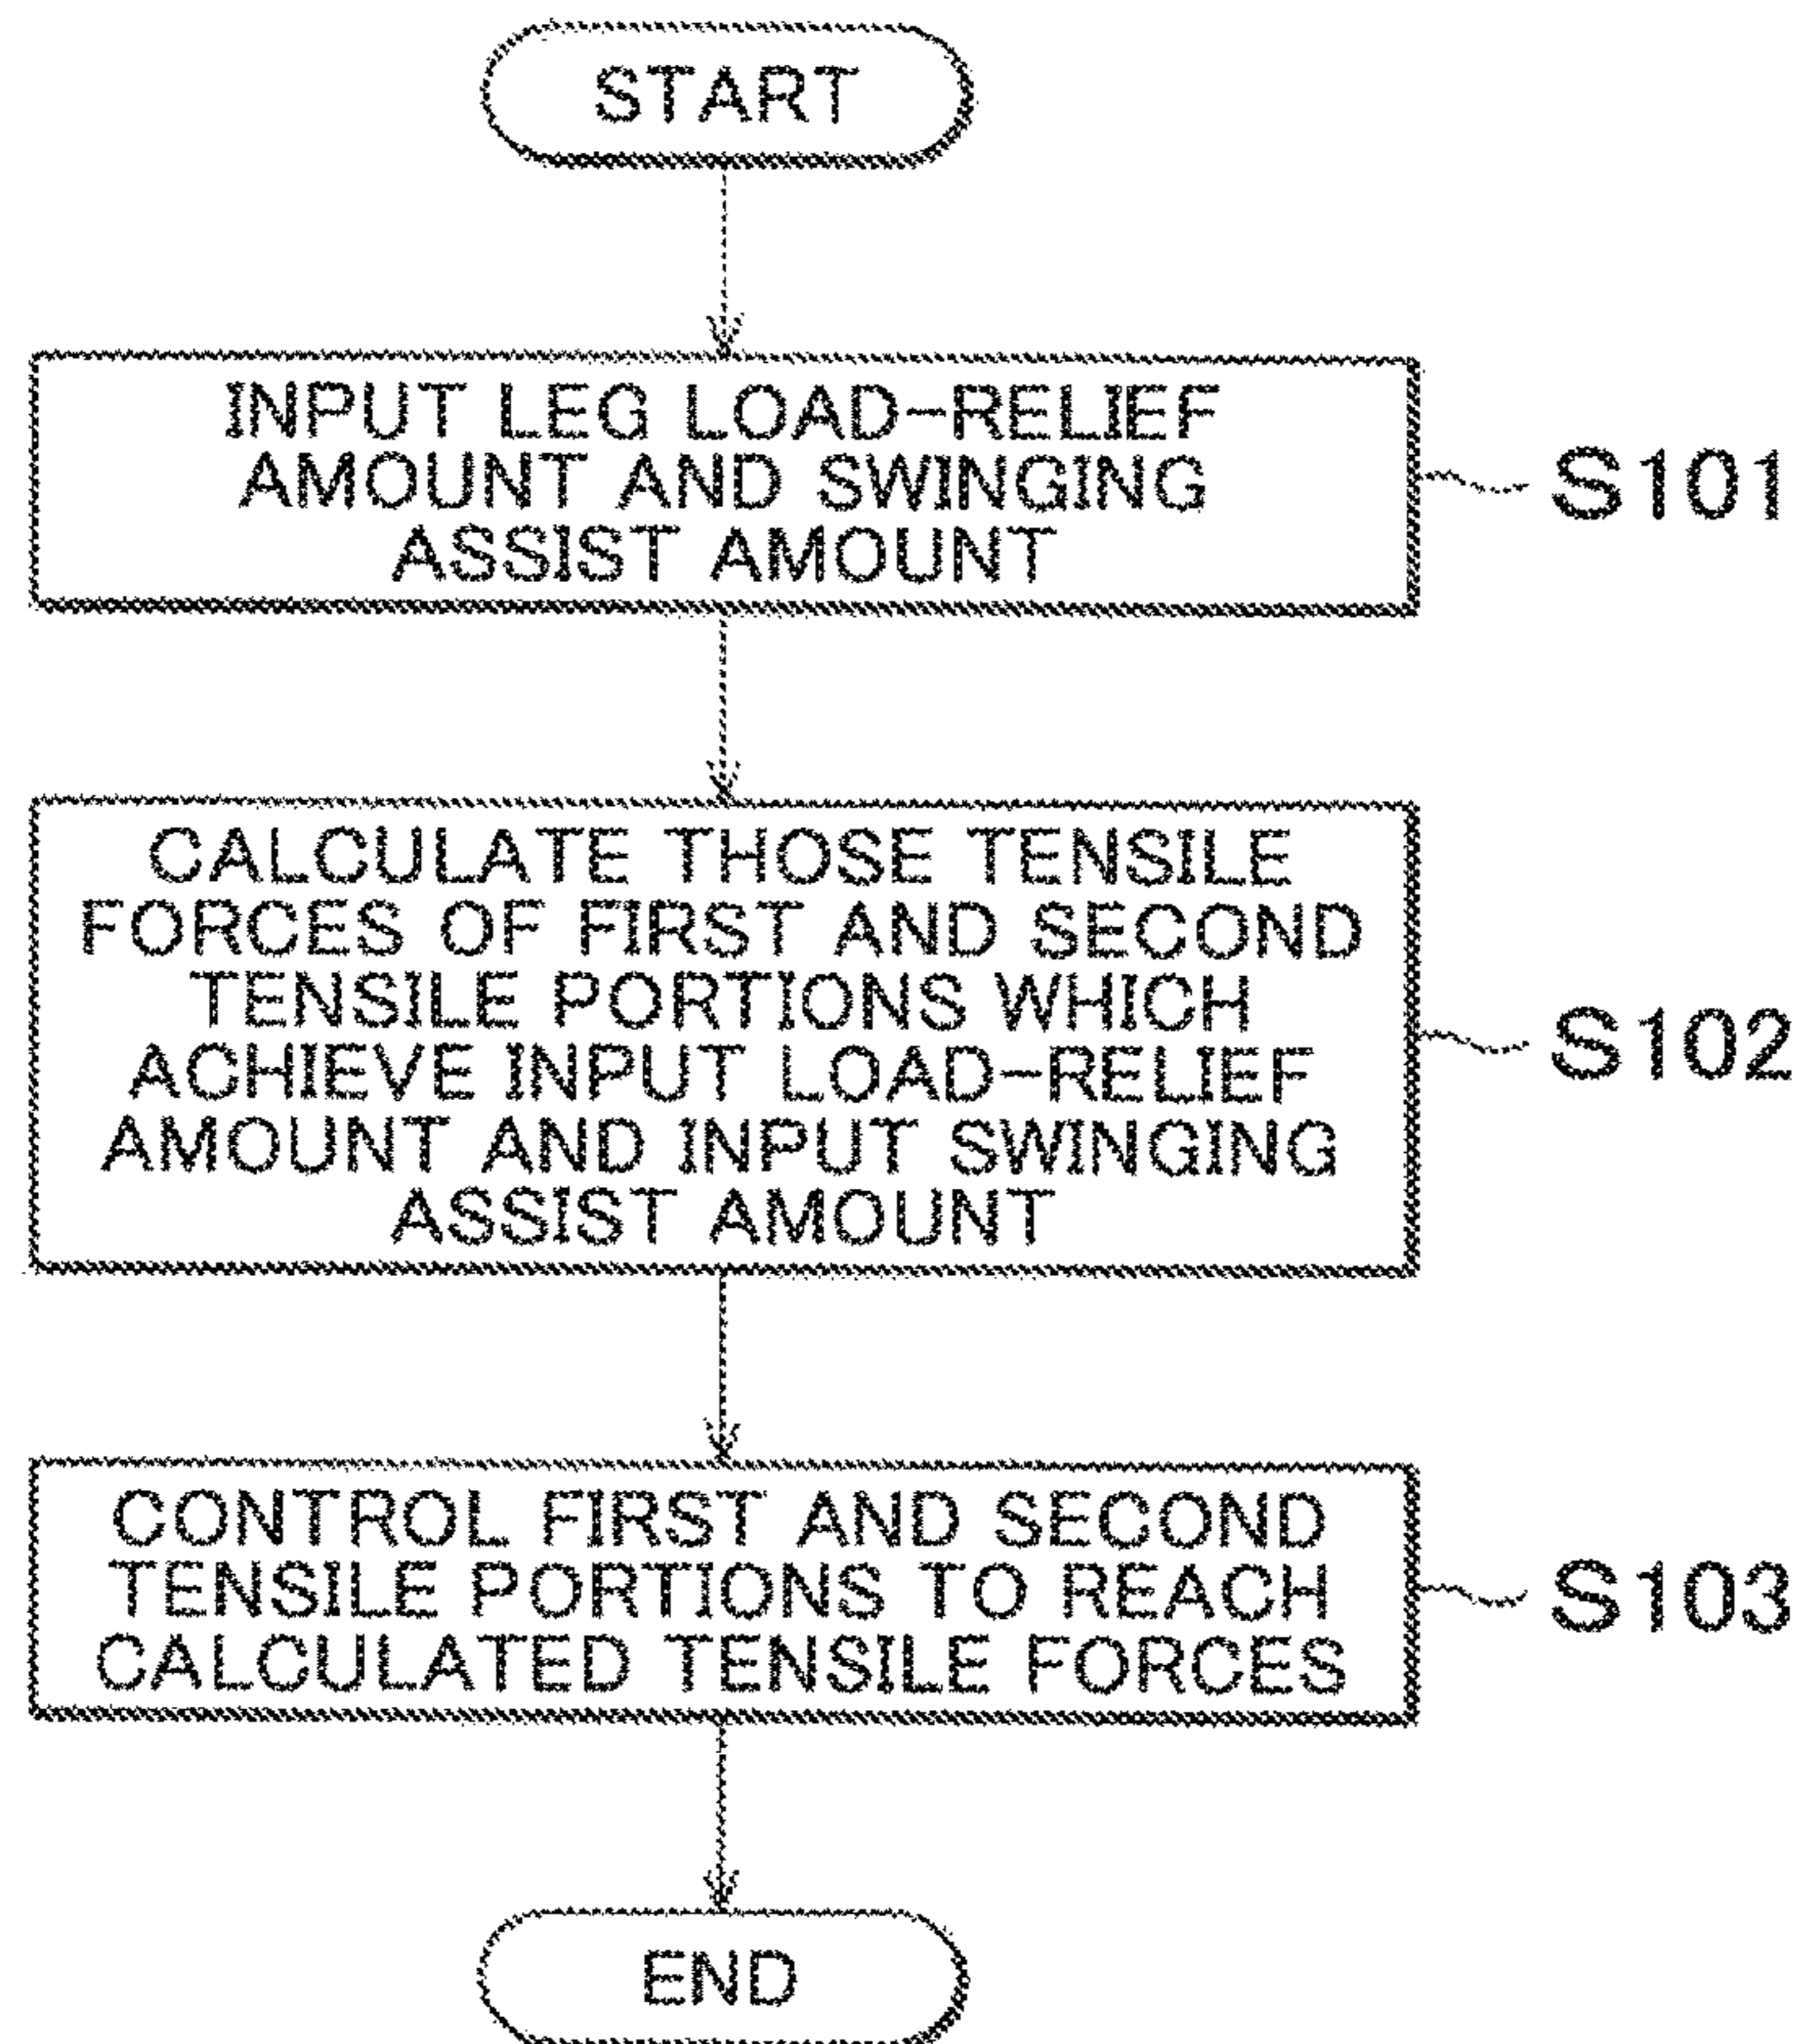 START
INPUT LEG LOAD-RELIEF
AMOUNT AND SWINGING
ASSIST AMOUNT
S101
CALCULATE THOSE TENSILE
FORCES OF FIRST AND SECOND
TENSILE PORTIONS WHICH
ACHIEVE INPUT LOAD-RELIEF
AMOUNT AND INPUT SWINGING
ASSIST AMOUNT
S102
CONTROL FIRST AND SECOND
TENSILE PORTIONS TO REACH
CALCULATED TENSILE FORCES
S103
END